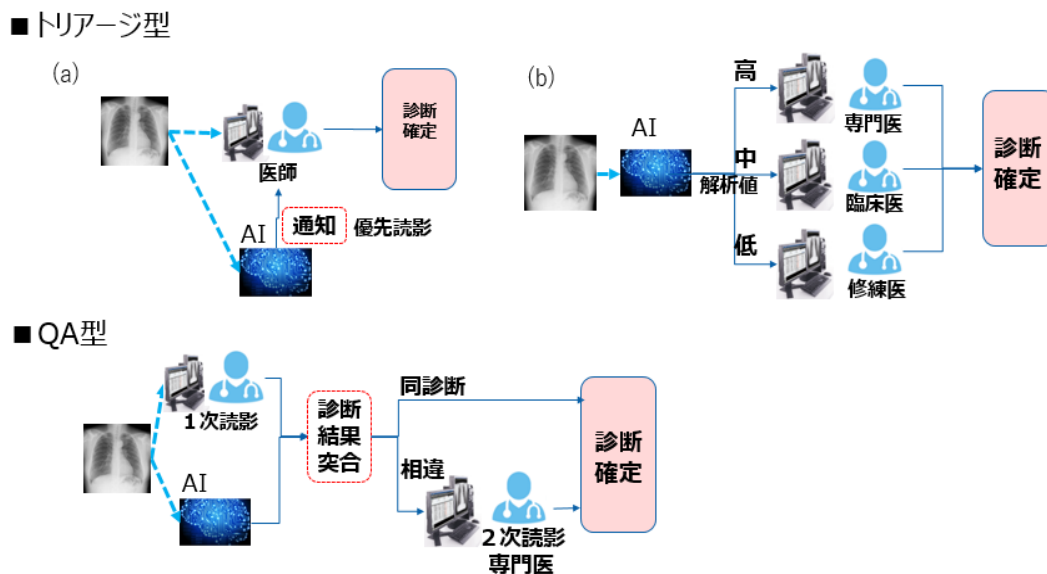 ■トリアージ型
(a)
医師
AI
通知
優先読影
診断
確定
(b)
AI
解析値
高
専門医
中
臨床医
低
修練医
診断
確定
■QA型
1次読影
AI
診断
結果
突合
同診断
相違
2次読影
専門医
診断
確定